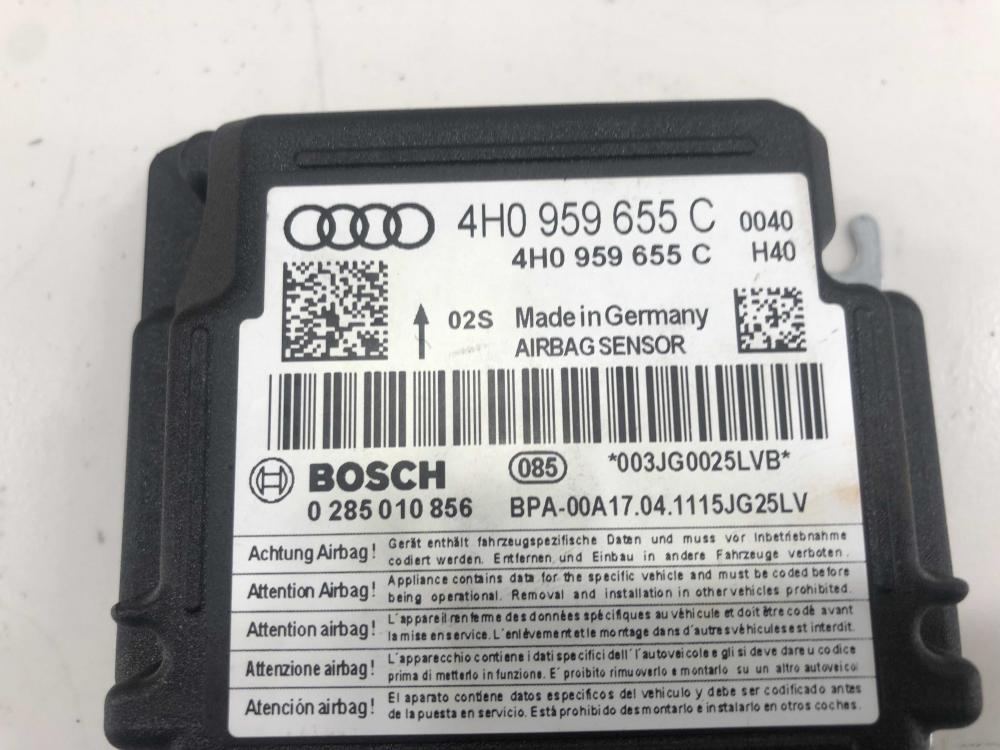 4H0 959 655 C 0040
4H0 959 655 C H40
02S Made in Germany
AIRBAG SENSOR
BOSCH 085 *003JG0025LVB*
0 285 010 856 BPA-00A17.04.1115JG25LV
Achtung Airbag! Gerät enthält fahrzeugspezifische Daten und muss vor Inbetriebnahme
codiert werden. Entfernen und Einbau in andere Fahrzeuge verboten.
Attention Airbag! Appliance contains data for the specific vehicle and must be coded before
being operational. Removal and installation in other vehicles prohibited.
Attention airbag! L'appareil renferme des données spécifiques au véhicule et doit être codé avant
la mise en service. L'enlèvement et le montage dans d'autres véhicules est interdit.
Attenzione airbag! L'apparecchio contiene i dati specifici dell'l'autoveicolo e gli si deve dare u codice
prima di metterlo in funzione. E' proibito rimuoverlo e montarlo su un altro autoveicol
Atención airbag! El aparato contiene datos especificos del vehiculo y debe ser codificado antes
de la puesta en servicio. Está prohibido desmontarlo e instalarlo en otros coches.